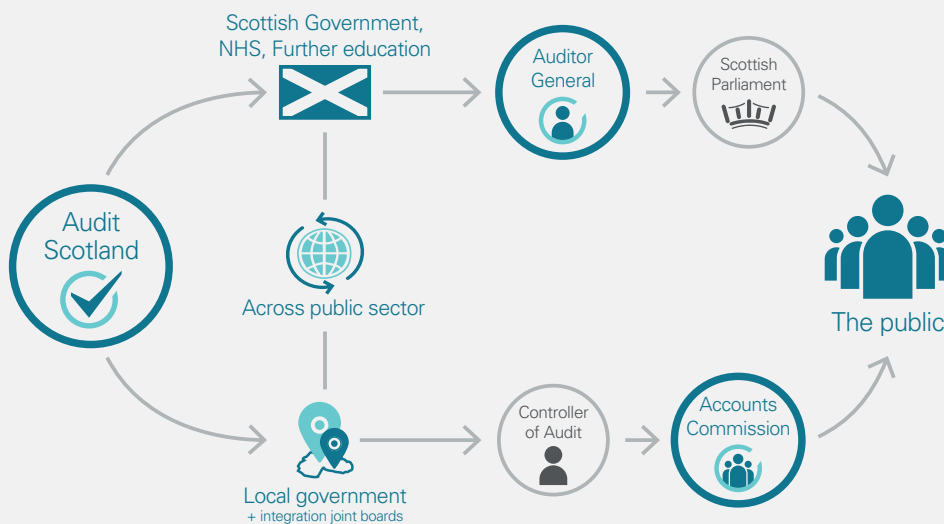 Scottish Government,
NHS, Further education
Auditor
General
Scottish
Parliament
Audit
Scotland
Across public sector
The public
Controller
of Audit
Accounts
Commission
Local government
+ integration joint boards